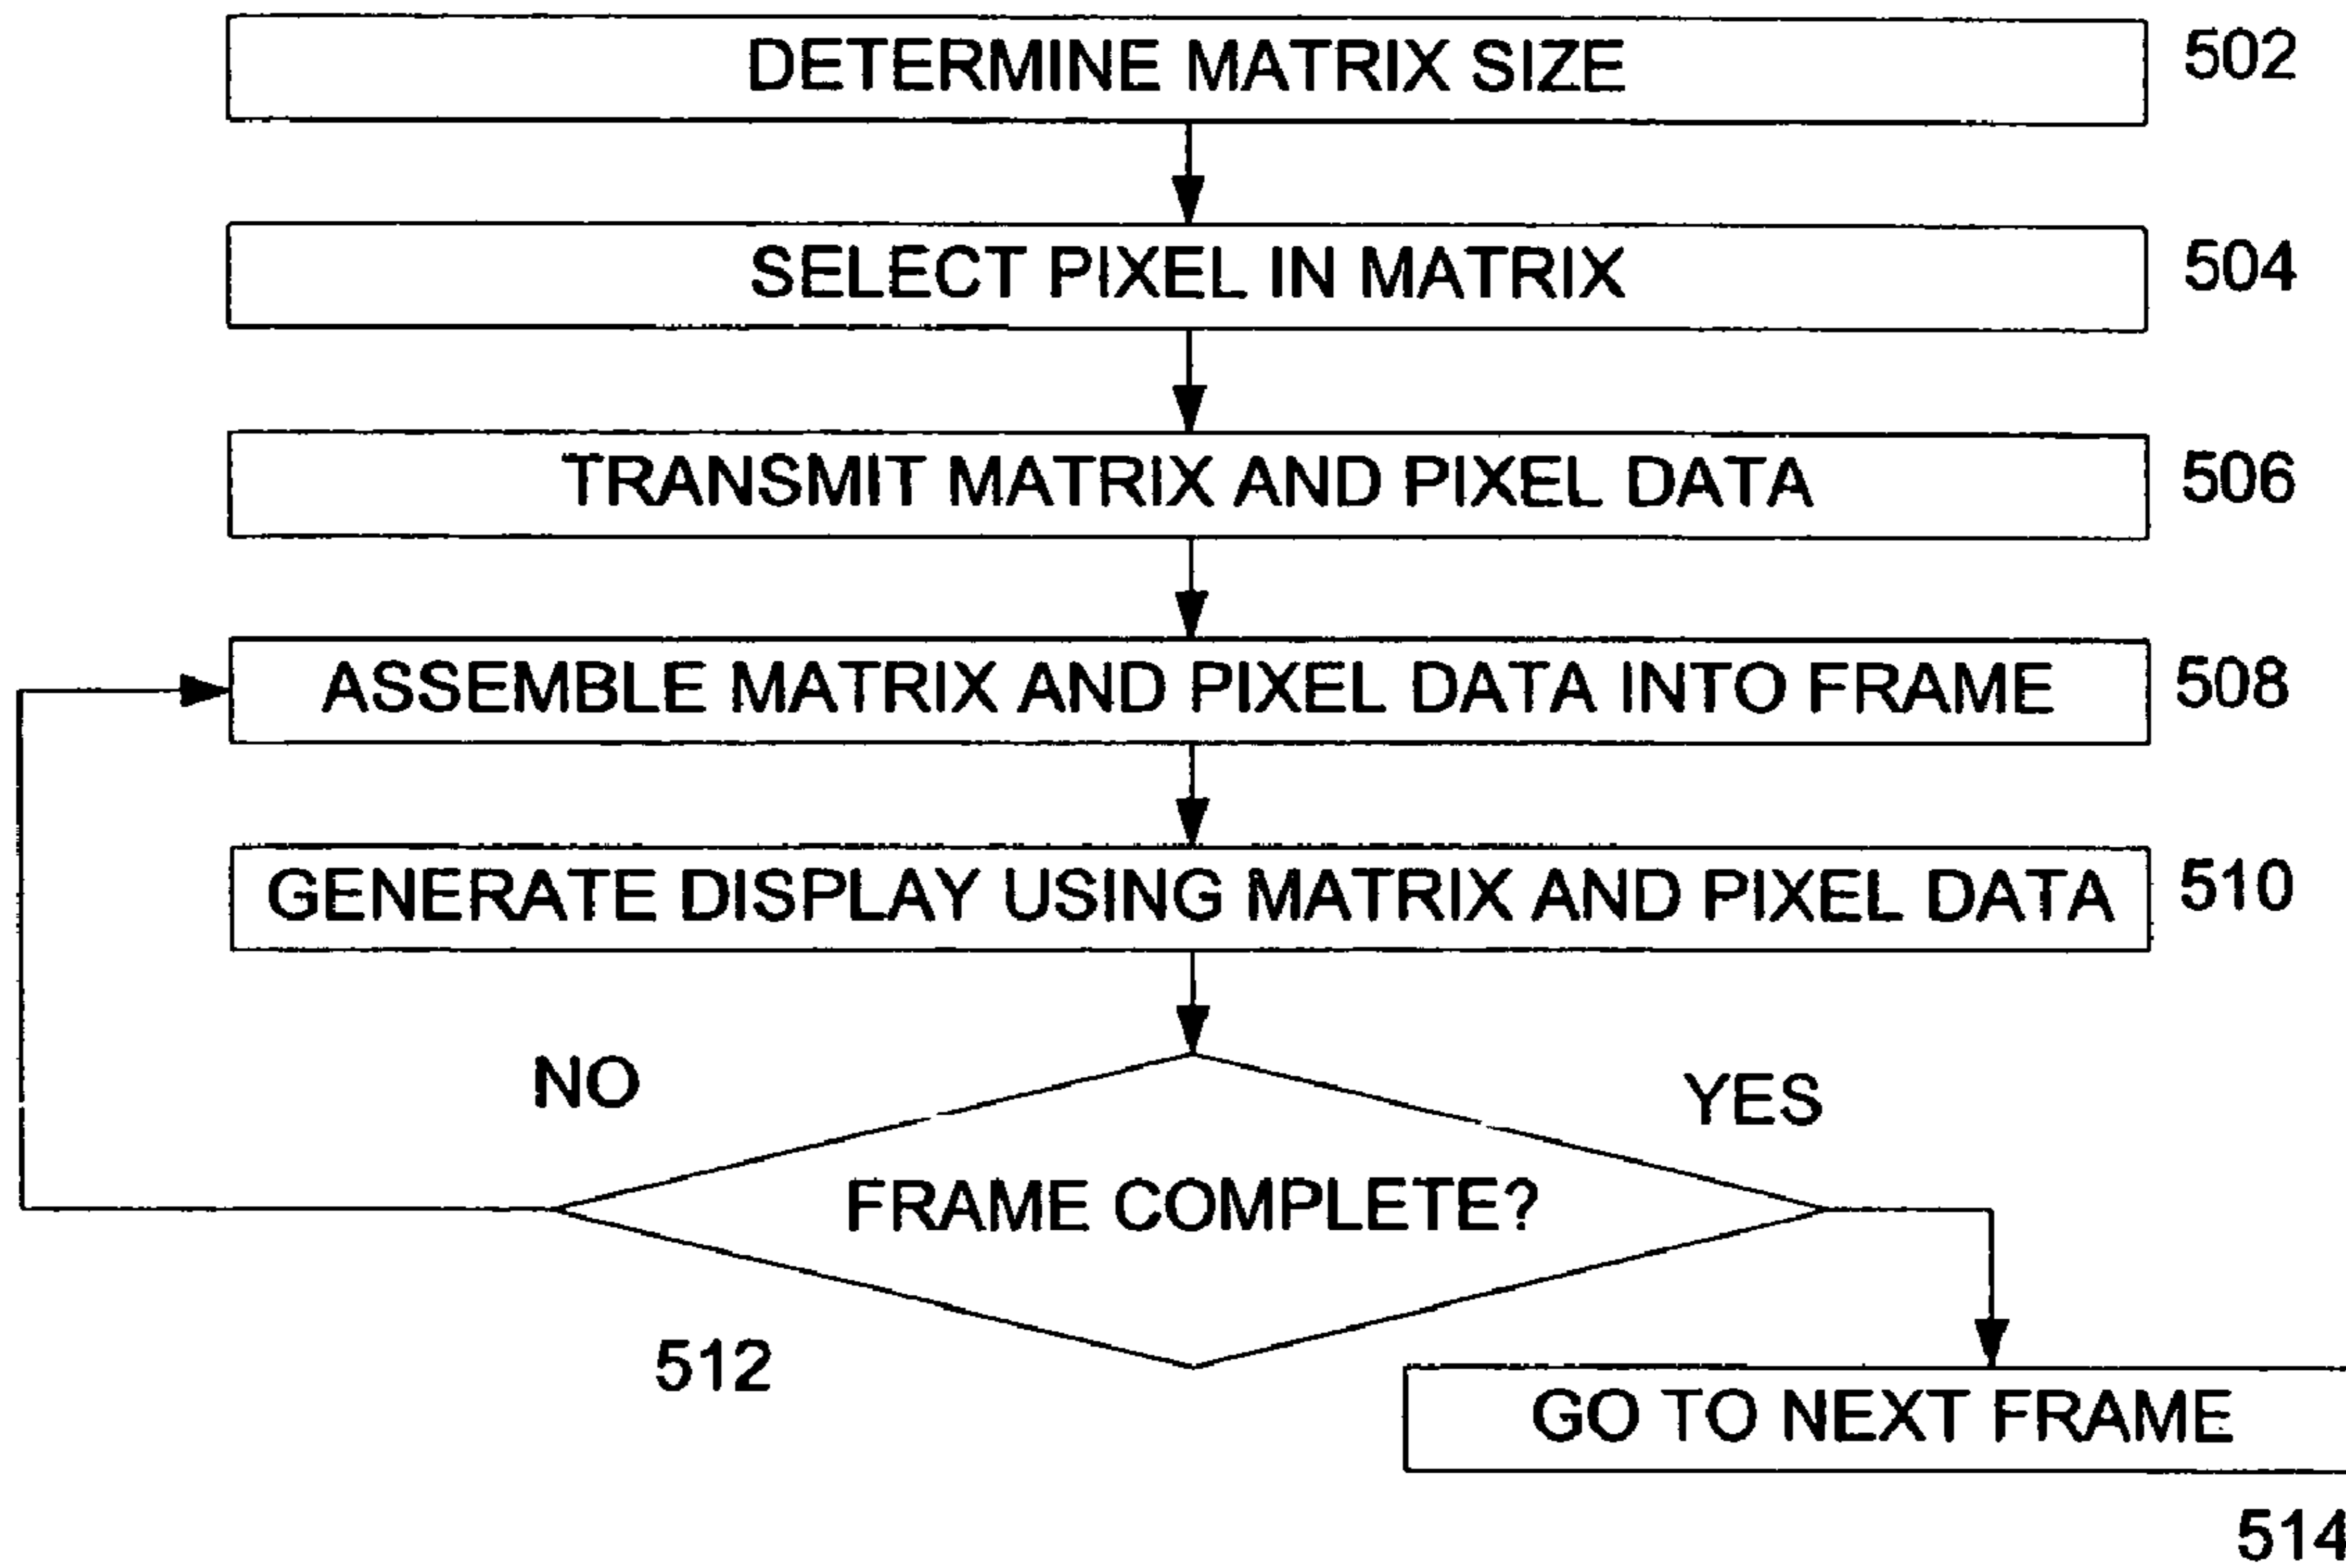 DETERMINE MATRIX SIZE 502
SELECT PIXEL IN MATRIX 504
TRANSMIT MATRIX AND PIXEL DATA 506
ASSEMBLE MATRIX AND PIXEL DATA INTO FRAME 508
GENERATE DISPLAY USING MATRIX AND PIXEL DATA 510
NO
YES
FRAME COMPLETE?
512
GO TO NEXT FRAME
514